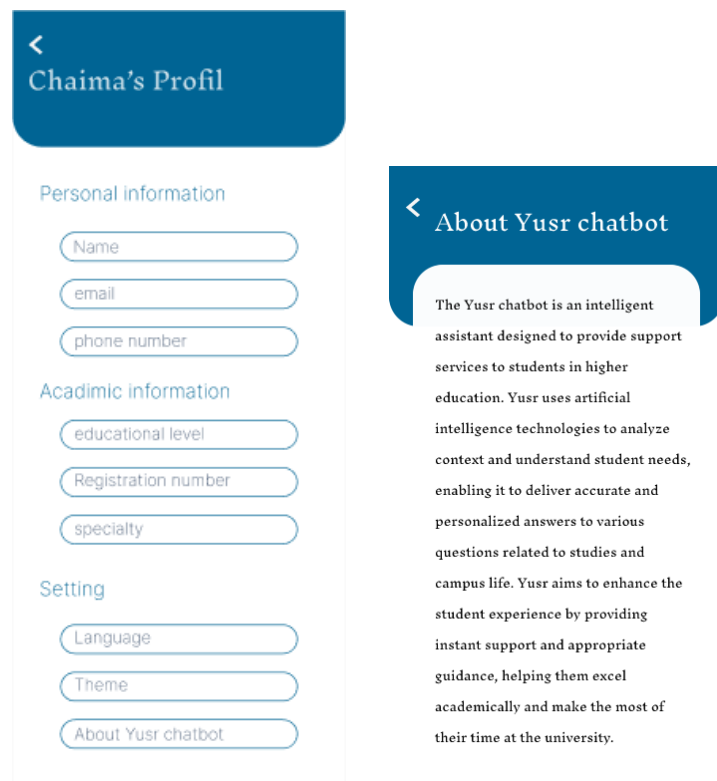 Chaima’s Profil
Personal information
Name
email
phone number
Acadimic information
educational level
Registration number
specialty
Setting
Language
Theme
About Yusr chatbot
About Yusr chatbot
The Yusr chatbot is an intelligent
assistant designed to provide support
services to students in higher
education. Yusr uses artificial
intelligence technologies to analyze
context and understand student needs,
enabling it to deliver accurate and
personalized answers to various
questions related to studies and
campus life. Yusr aims to enhance the
student experience by providing
instant support and appropriate
guidance, helping them excel
academically and make the most of
their time at the university.